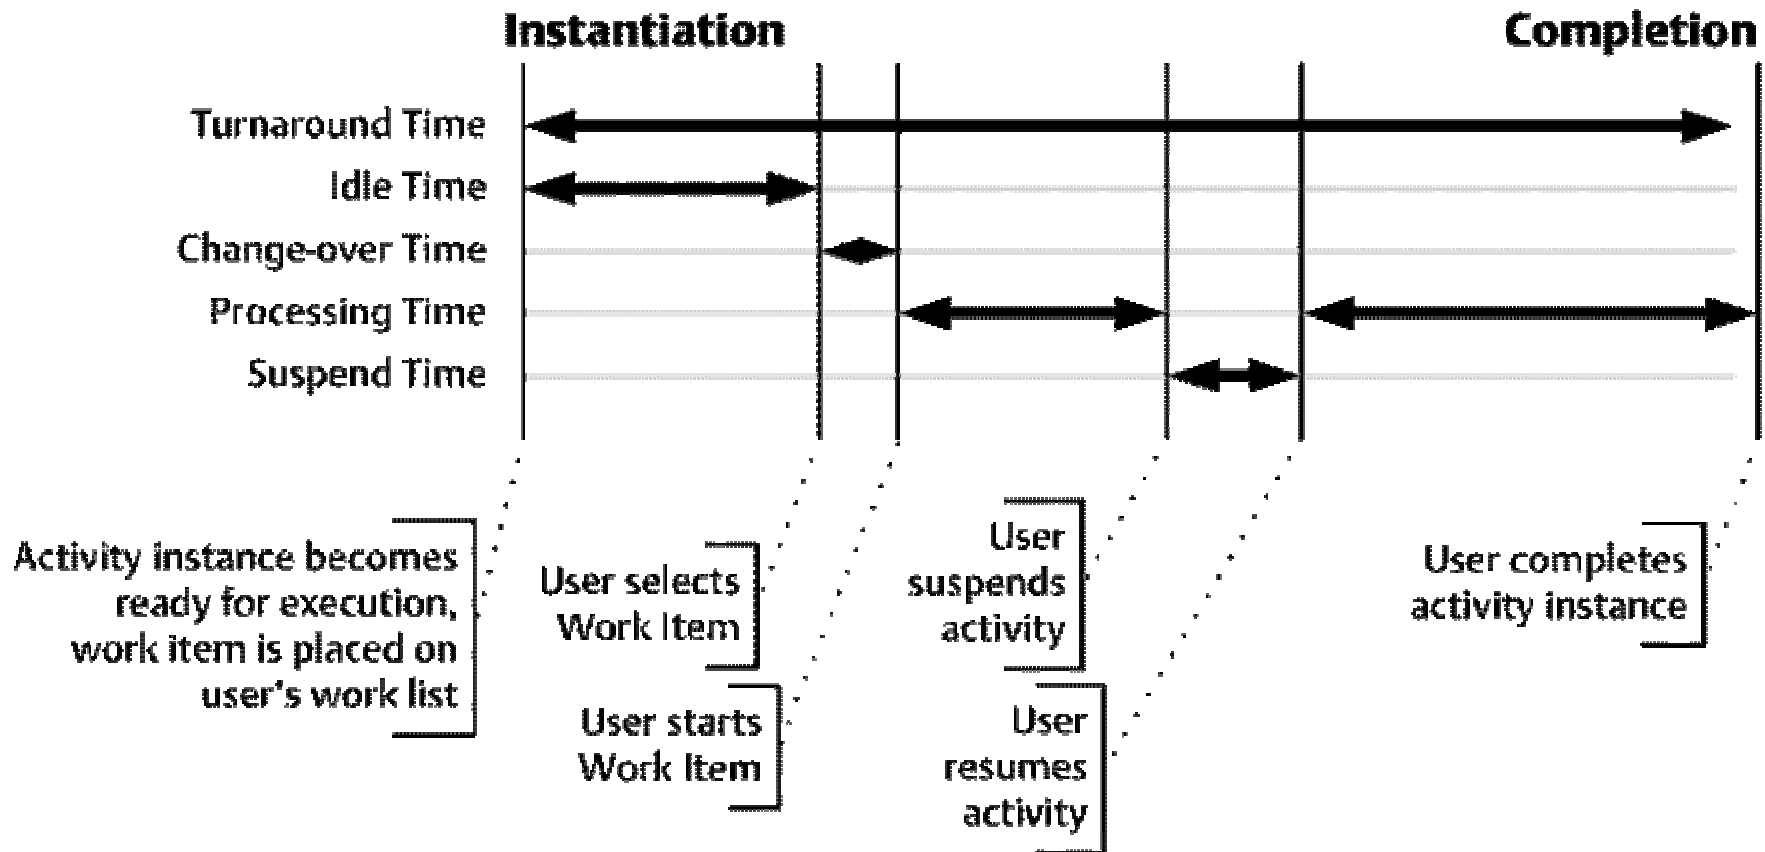 Instantiation
Completion
Turnaround Time
Idle Time
Change-over Time
Processing Time
Suspend Time
Activity instance becomes
ready for execution,
work item is placed on
user's work list
User selects
Work Item
User starts
Work Item
User
suspends
activity
User
resumes
activity
User completes
activity instance